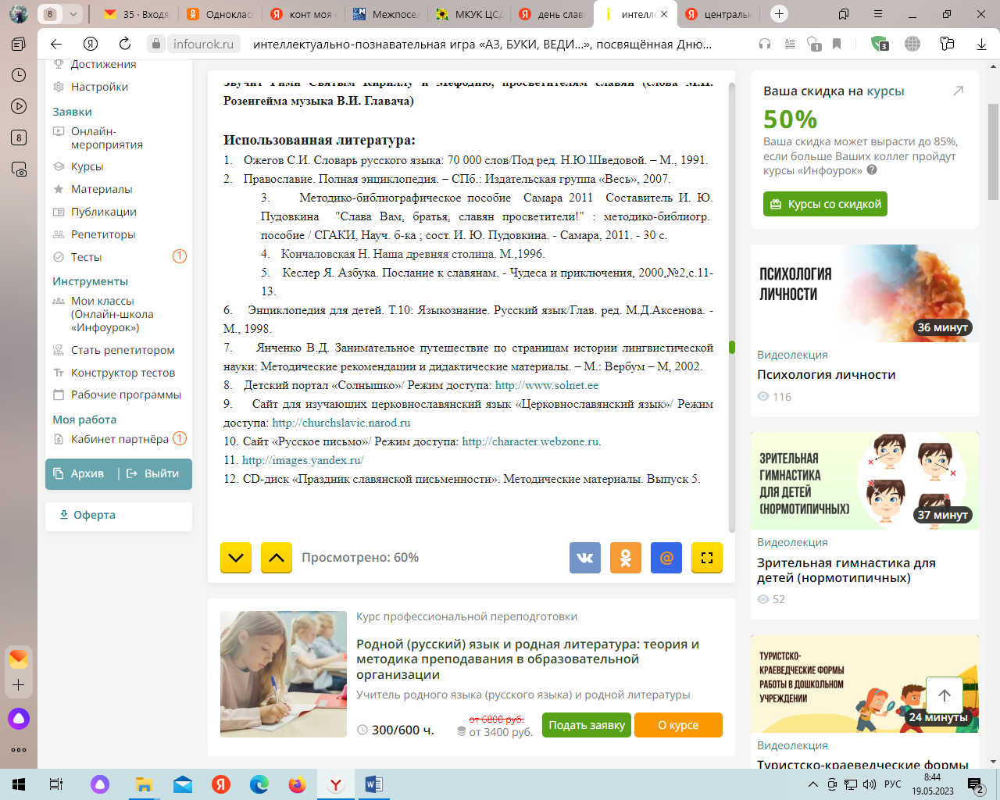 35 · Входя
Однокласс
конт моя с
Межпосел
МКУК ЦСД
день слав
интелле
централь
8
infourok.ru
интеллектуально-познавательная игра «АЗ, БУКИ, ВЕДИ...», посвящённая Дню...
1
3
8
Достижения
Настройки
Заявки
Онлайн-
мероприятия
Курсы
Материалы
Публикации
Репетиторы
Тесты 1
Инструменты
Мои классы
(Онлайн-школа
«Инфоурок»)
Стать репетитором
Конструктор тестов
Рабочие программы
Моя работа
Кабинет партнёра 1
Архив | Выйти
Оферта
Звучит Гимн Святым Кириллу и Мефодию, просветителям славян (слова М.П.
Розенгейма музыка В.И. Главача)
Использованная литература:
1. Ожегов С.И. Словарь русского языка: 70 000 слов/Под ред. Н.Ю.Шведовой. – М., 1991.
2. Православие. Полная энциклопедия. – СПб.: Издательская группа «Весь», 2007.
3. Методико-библиографическое пособие Самара 2011 Составитель И. Ю.
Пудовкина "Слава Вам, братья, славян просветители!" : методико-библиогр.
пособие / СГАКИ, Науч. б-ка ; сост. И. Ю. Пудовкина. - Самара, 2011. - 30 с.
4. Кончаловская Н. Наша древняя столица. М.,1996.
5. Кеслер Я. Азбука. Послание к славянам. - Чудеса и приключения, 2000,№2,с.11-
13.
6. Энциклопедия для детей. Т.10: Языкознание. Русский язык/Глав. ред. М.Д.Аксенова. -
М., 1998.
7. Янченко В.Д. Занимательное путешествие по страницам истории лингвистической
науки: Методические рекомендации и дидактические материалы. – М.: Вербум – М, 2002.
8. Детский портал «Солнышко»/ Режим доступа: http://www.solnet.ee
9. Сайт для изучающих церковнославянский язык «Церковнославянский язык»/ Режим
доступа: http://churchslavic.narod.ru
10. Сайт «Русское письмо»/ Режим доступа: http://character.webzone.ru.
11. http://images.yandex.ru/
12. CD-диск «Праздник славянской письменности». Методические материалы. Выпуск 5.
Просмотрено: 60%
Курс профессиональной переподготовки
Родной (русский) язык и родная литература: теория и
методика преподавания в образовательной
организации
Учитель родного языка (русского языка) и родной литературы
300/600 ч.
от 6800 руб.
от 3400 руб.
Подать заявку
О курсе
Ваша скидка на курсы
50%
Ваша скидка может вырасти до 85%,
если больше Ваших коллег пройдут
курсы «Инфоурок»
Курсы со скидкой
ПСИХОЛОГИЯ
ЛИЧНОСТИ
36 минут
Видеолекция
Психология личности
116
ЗРИТЕЛЬНАЯ
ГИМНАСТИКА
ДЛЯ ДЕТЕЙ
(НОРМОТИПИЧНЫХ)
37 минут
Видеолекция
Зрительная гимнастика для
детей (нормотипичных)
52
ТУРИСТСКО-
КРАЕВЕДЧЕСКИЕ ФОРМЫ
РАБОТЫ В ДОШКОЛЬНОМ
УЧРЕЖДЕНИИ
24 минуты
Видеолекция
Туристско-краеведческие формы
РУС
8:44
19.05.2023
2